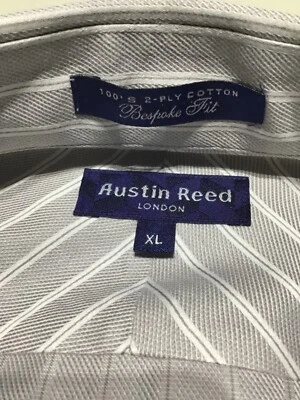 100'S 2-PLY COTTON
Bespoke Fit
Austin Reed
LONDON
XL